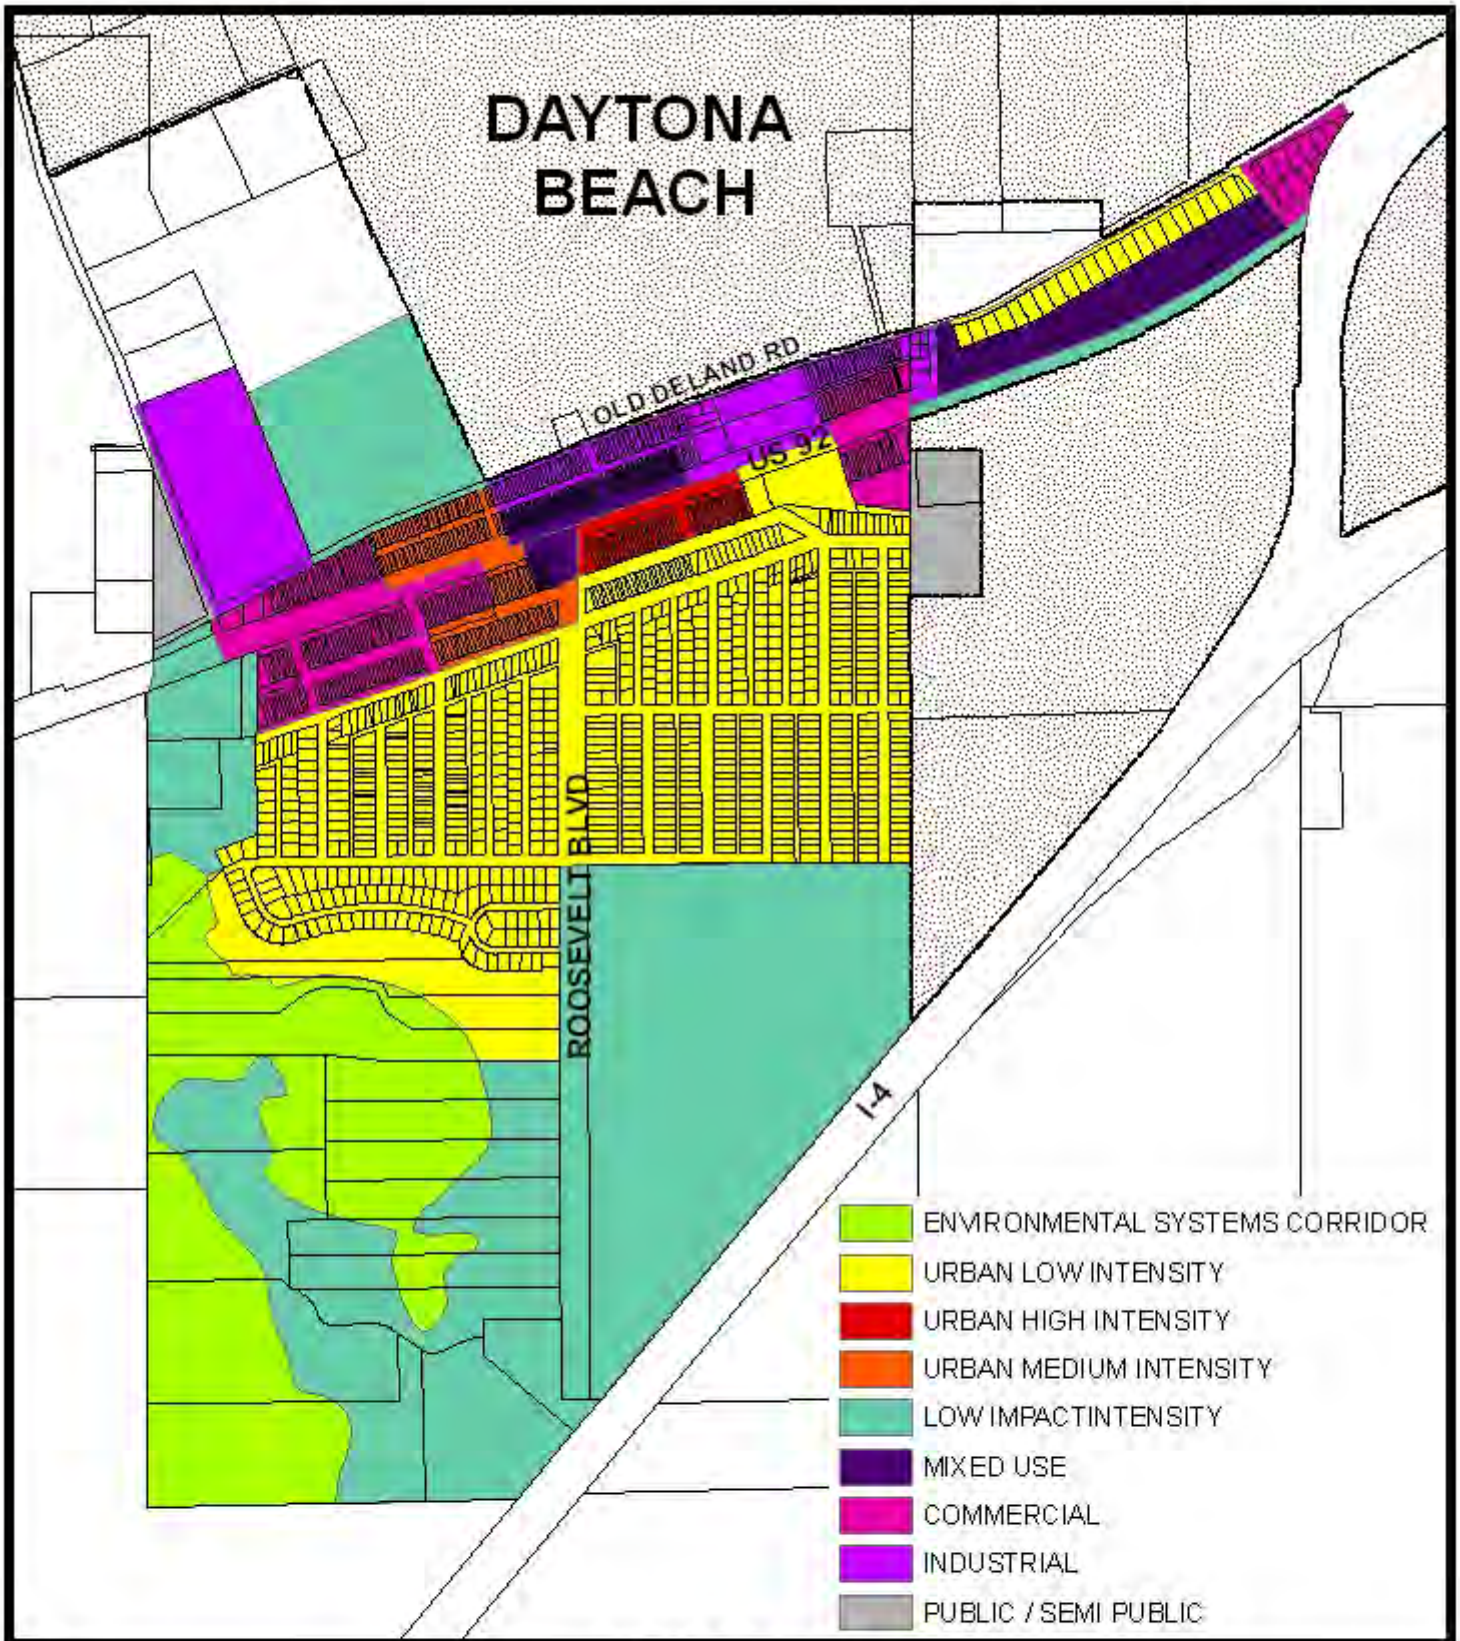 DAYTONA
BEACH
OLD DELAND RD
US 92
ROOSEVELT BLVD
I-4
ENVIRONMENTAL SYSTEMS CORRIDOR
URBAN LOW INTENSITY
URBAN HIGH INTENSITY
URBAN MEDIUM INTENSITY
LOW IMPACT INTENSITY
MIXED USE
COMMERCIAL
INDUSTRIAL
PUBLIC / SEMI PUBLIC